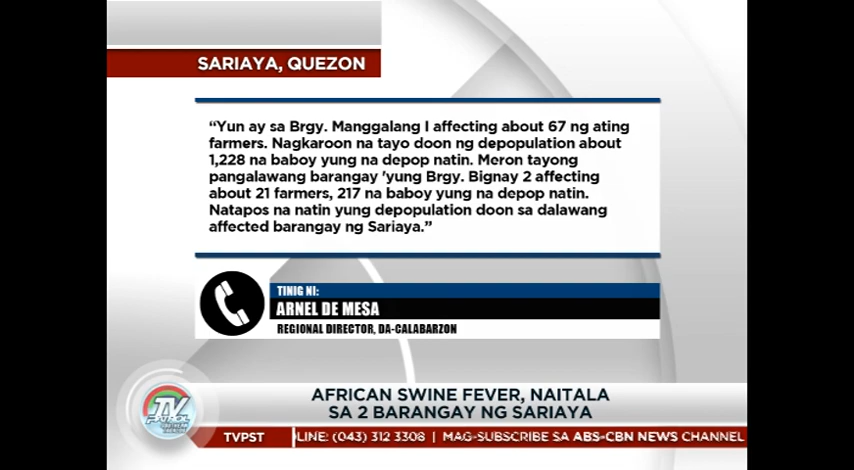 SARIAYA, QUEZON
“Yun ay sa Brgy. Manggalang I affecting about 67 ng ating
farmers. Nagkaroon na tayo doon ng depopulation about
1,228 na baboy yung na depop natin. Meron tayong
pangalawang barangay 'yung Brgy. Bignay 2 affecting
about 21 farmers, 217 na baboy yung na depop natin.
Natapos na natin yung depopulation doon sa dalawang
affected barangay ng Sariaya.”
TINIG NI:
ARNEL DE MESA
REGIONAL DIRECTOR, DA-CALABARZON
AFRICAN SWINE FEVER, NAITALA
SA 2 BARANGAY NG SARIAYA
TV
PATROL
TVPST
LINE: (043) 312 3308 | MAG-SUBSCRIBE SA ABS-CBN NEWS CHANNEL